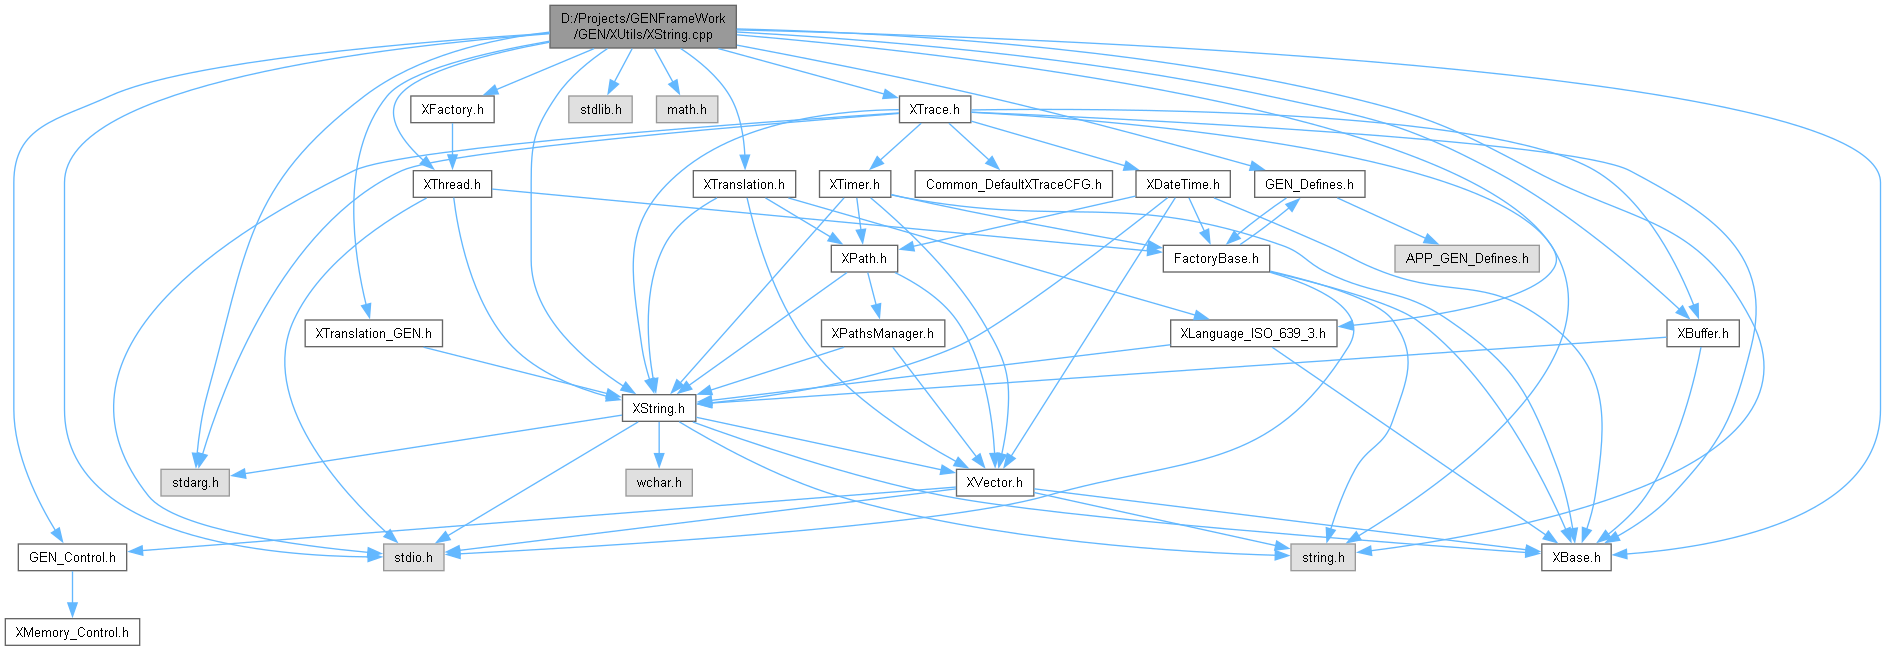 D:/Projects/GENFrameWork
/GEN/XUtils/XString.cpp
XFactory.h
stdlib.h
math.h
XTrace.h
XThread.h
XTranslation.h
XTimer.h
Common_DefaultXTraceCFG.h
XDateTime.h
GEN_Defines.h
XPath.h
FactoryBase.h
APP_GEN_Defines.h
XTranslation_GEN.h
XPathsManager.h
XLanguage_ISO_639_3.h
XBuffer.h
XString.h
stdarg.h
wchar.h
XVector.h
GEN_Control.h
stdio.h
string.h
XBase.h
XMemory_Control.h